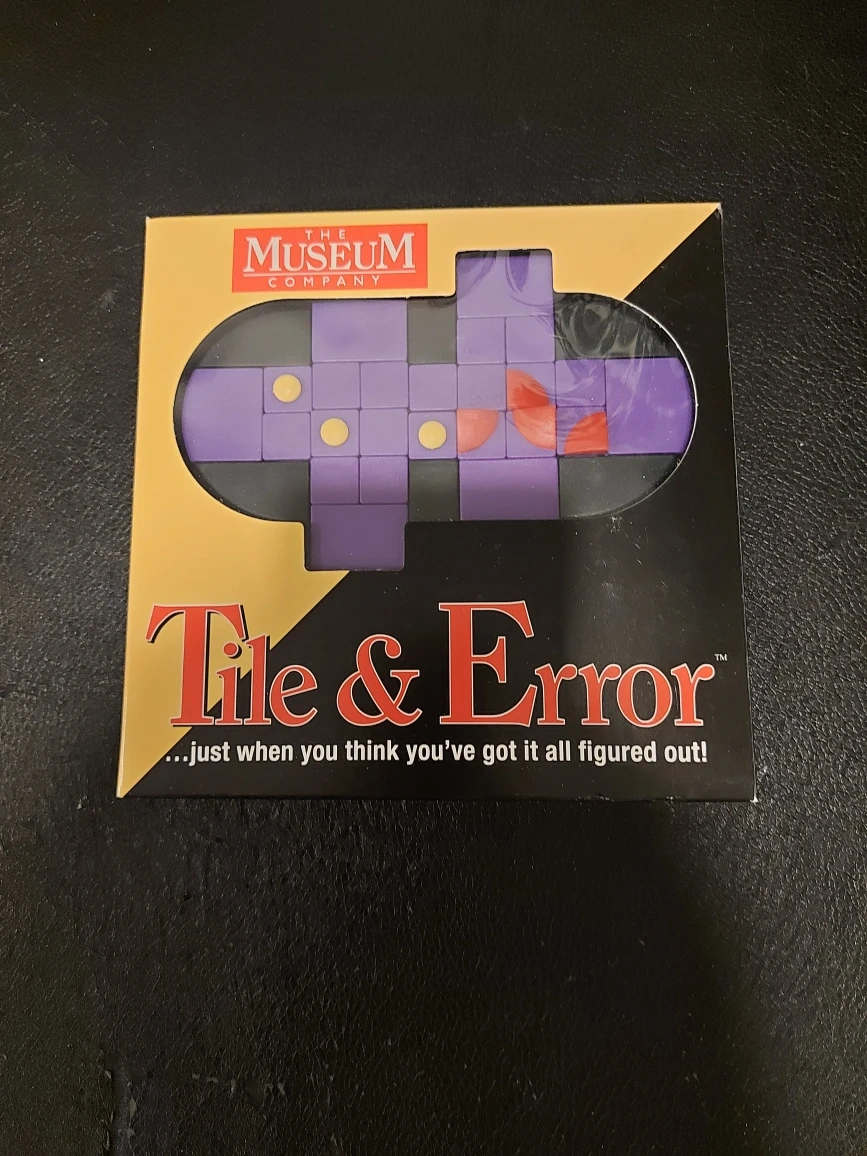 THE
MUSEUM
COMPANY
Tile & Error™
...just when you think you've got it all figured out!